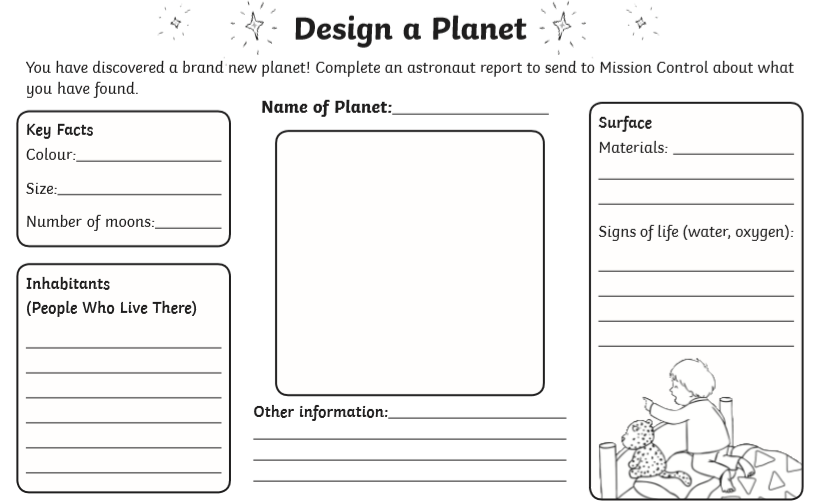 Design a Planet
You have discovered a brand new planet! Complete an astronaut report to send to Mission Control about what
you have found.
Key Facts
Colour:
Size:
Number of moons:
Inhabitants
(People Who Live There)
Name of Planet:
Other information:
Surface
Materials:
Signs of life (water, oxygen):